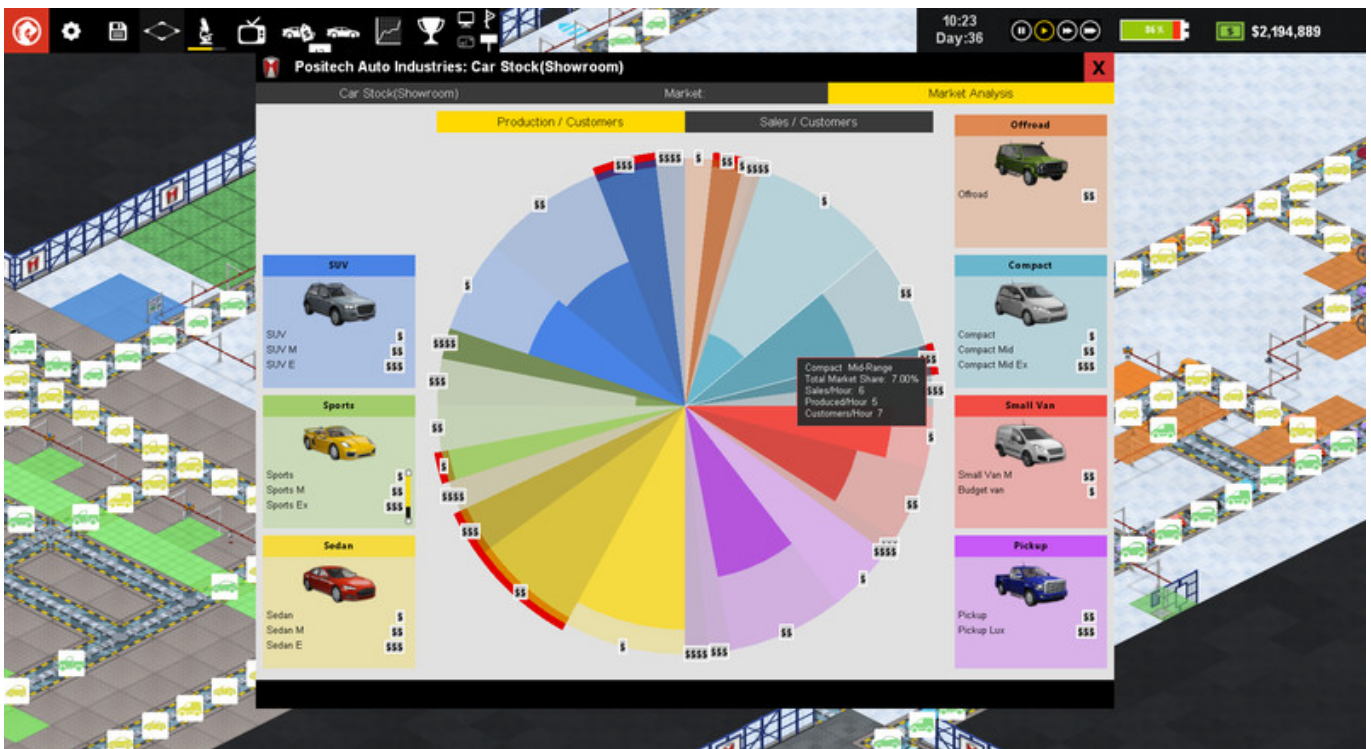 10:23
Day:36
86%
$2,194,889
Positech Auto Industries: Car Stock(Showroom)
X
Car Stock(Showroom)
Market:
Market Analysis
Production / Customers
Sales / Customers
Offroad
Offroad $$
SUV
SUV $
SUV M $$
SUV E $$$
Compact
Compact $
Compact Mid $$
Compact Mid Ex $$$
Sports
Sports $
Sports M $$
Sports Ex $$$
Small Van
Small Van M $$
Budget van $
Sedan
Sedan $
Sedan M $$
Sedan E $$$
Pickup
Pickup $$
Pickup Lux $$$
$$$
$$$$
$
$$
$
$$$$
$$
$
$
$$
$$$$
$$$
$$
$
$$$$
$$$
$$
$
$$$
$$$
Compact Mid-Range
Total Market Share: 7.00%
Sales/Hour: 6
Produced/Hour 5
Customers/Hour 7
$
$$
$$$$
$
$$
$$$$
$$$